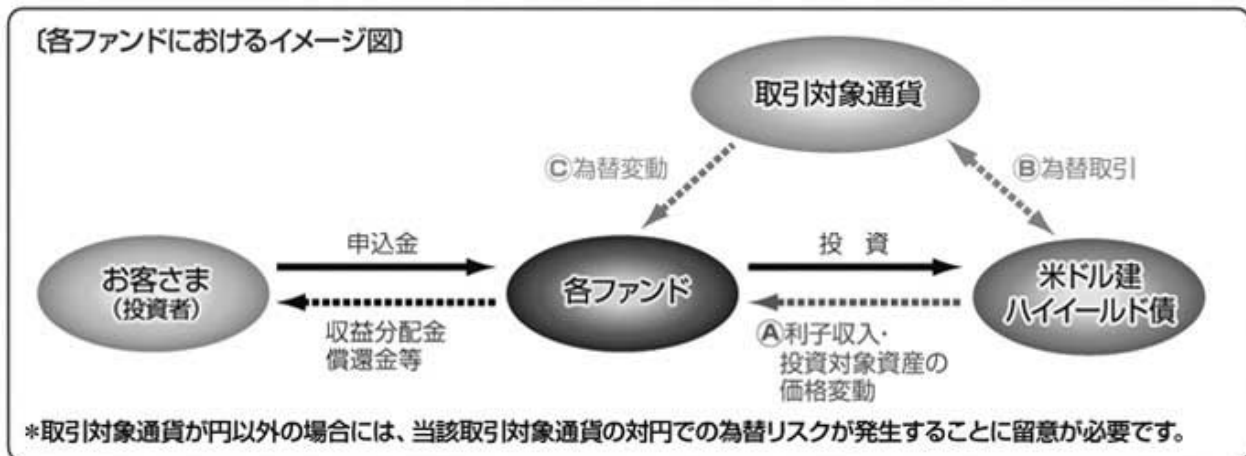 〔各ファンドにおけるイメージ図〕
取引対象通貨
Ⓒ為替変動
Ⓑ為替取引
申込金
投 資
お客さま
(投資者)
各ファンド
米ドル建
ハイイールド債
収益分配金
償還金等
Ⓐ利子収入・
投資対象資産の
価格変動
*取引対象通貨が円以外の場合には、当該取引対象通貨の対円での為替リスクが発生することに留意が必要です。